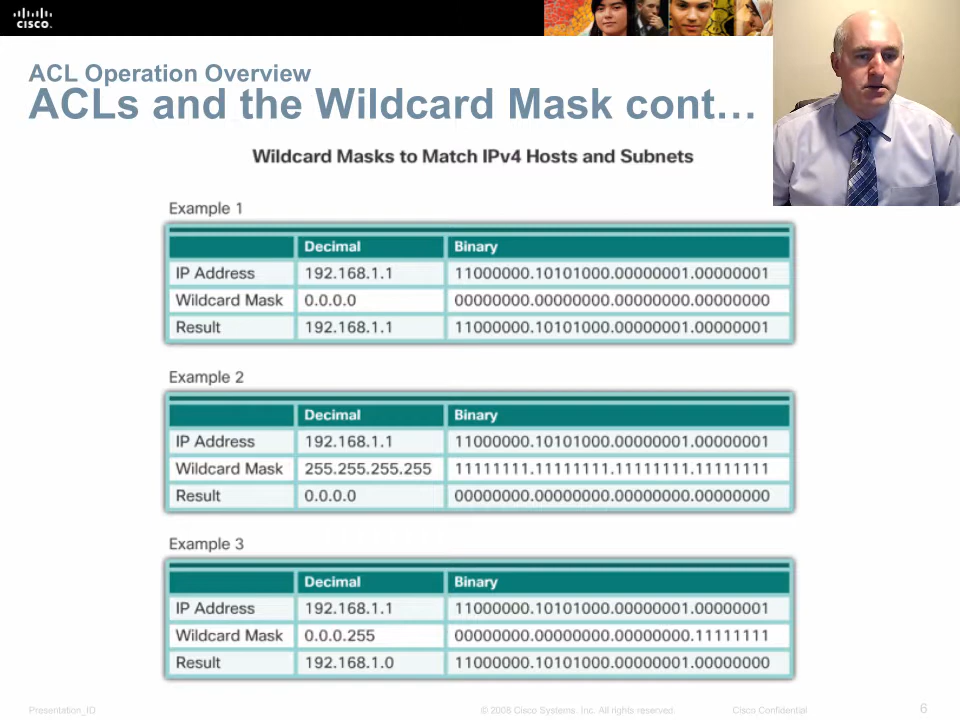 CISCO.
ACL Operation Overview
ACLs and the Wildcard Mask cont…
Wildcard Masks to Match IPv4 Hosts and Subnets
Example 1
Decimal Binary
IP Address 192.168.1.1 11000000.10101000.00000001.00000001
Wildcard Mask 0.0.0.0 00000000.00000000.00000000.00000000
Result 192.168.1.1 11000000.10101000.00000001.00000001
Example 2
Decimal Binary
IP Address 192.168.1.1 11000000.10101000.00000001.00000001
Wildcard Mask 255.255.255.255 11111111.11111111.11111111.11111111
Result 0.0.0.0 00000000.00000000.00000000.00000000
Example 3
Decimal Binary
IP Address 192.168.1.1 11000000.10101000.00000001.00000001
Wildcard Mask 0.0.0.255 00000000.00000000.00000000.11111111
Result 192.168.1.0 11000000.10101000.00000001.00000000
Presentation_ID © 2008 Cisco Systems, Inc. All rights reserved. Cisco Confidential 6